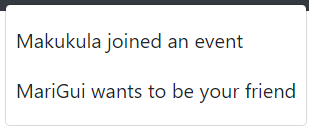 Makukula joined an event
MariGui wants to be your friend